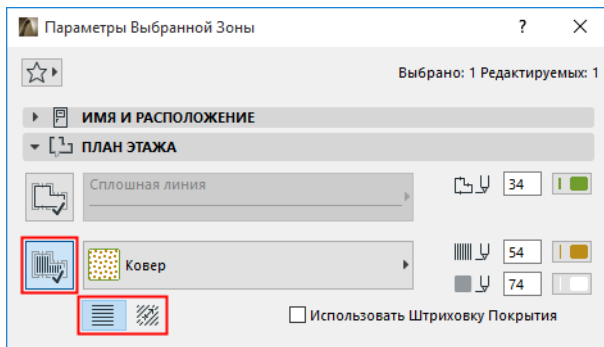 Параметры Выбранной Зоны
?
Выбрано: 1 Редактируемых: 1
ИМЯ И РАСПОЛОЖЕНИЕ
ПЛАН ЭТАЖА
Сплошная линия
34
Ковер
54
74
Использовать Штриховку Покрытия